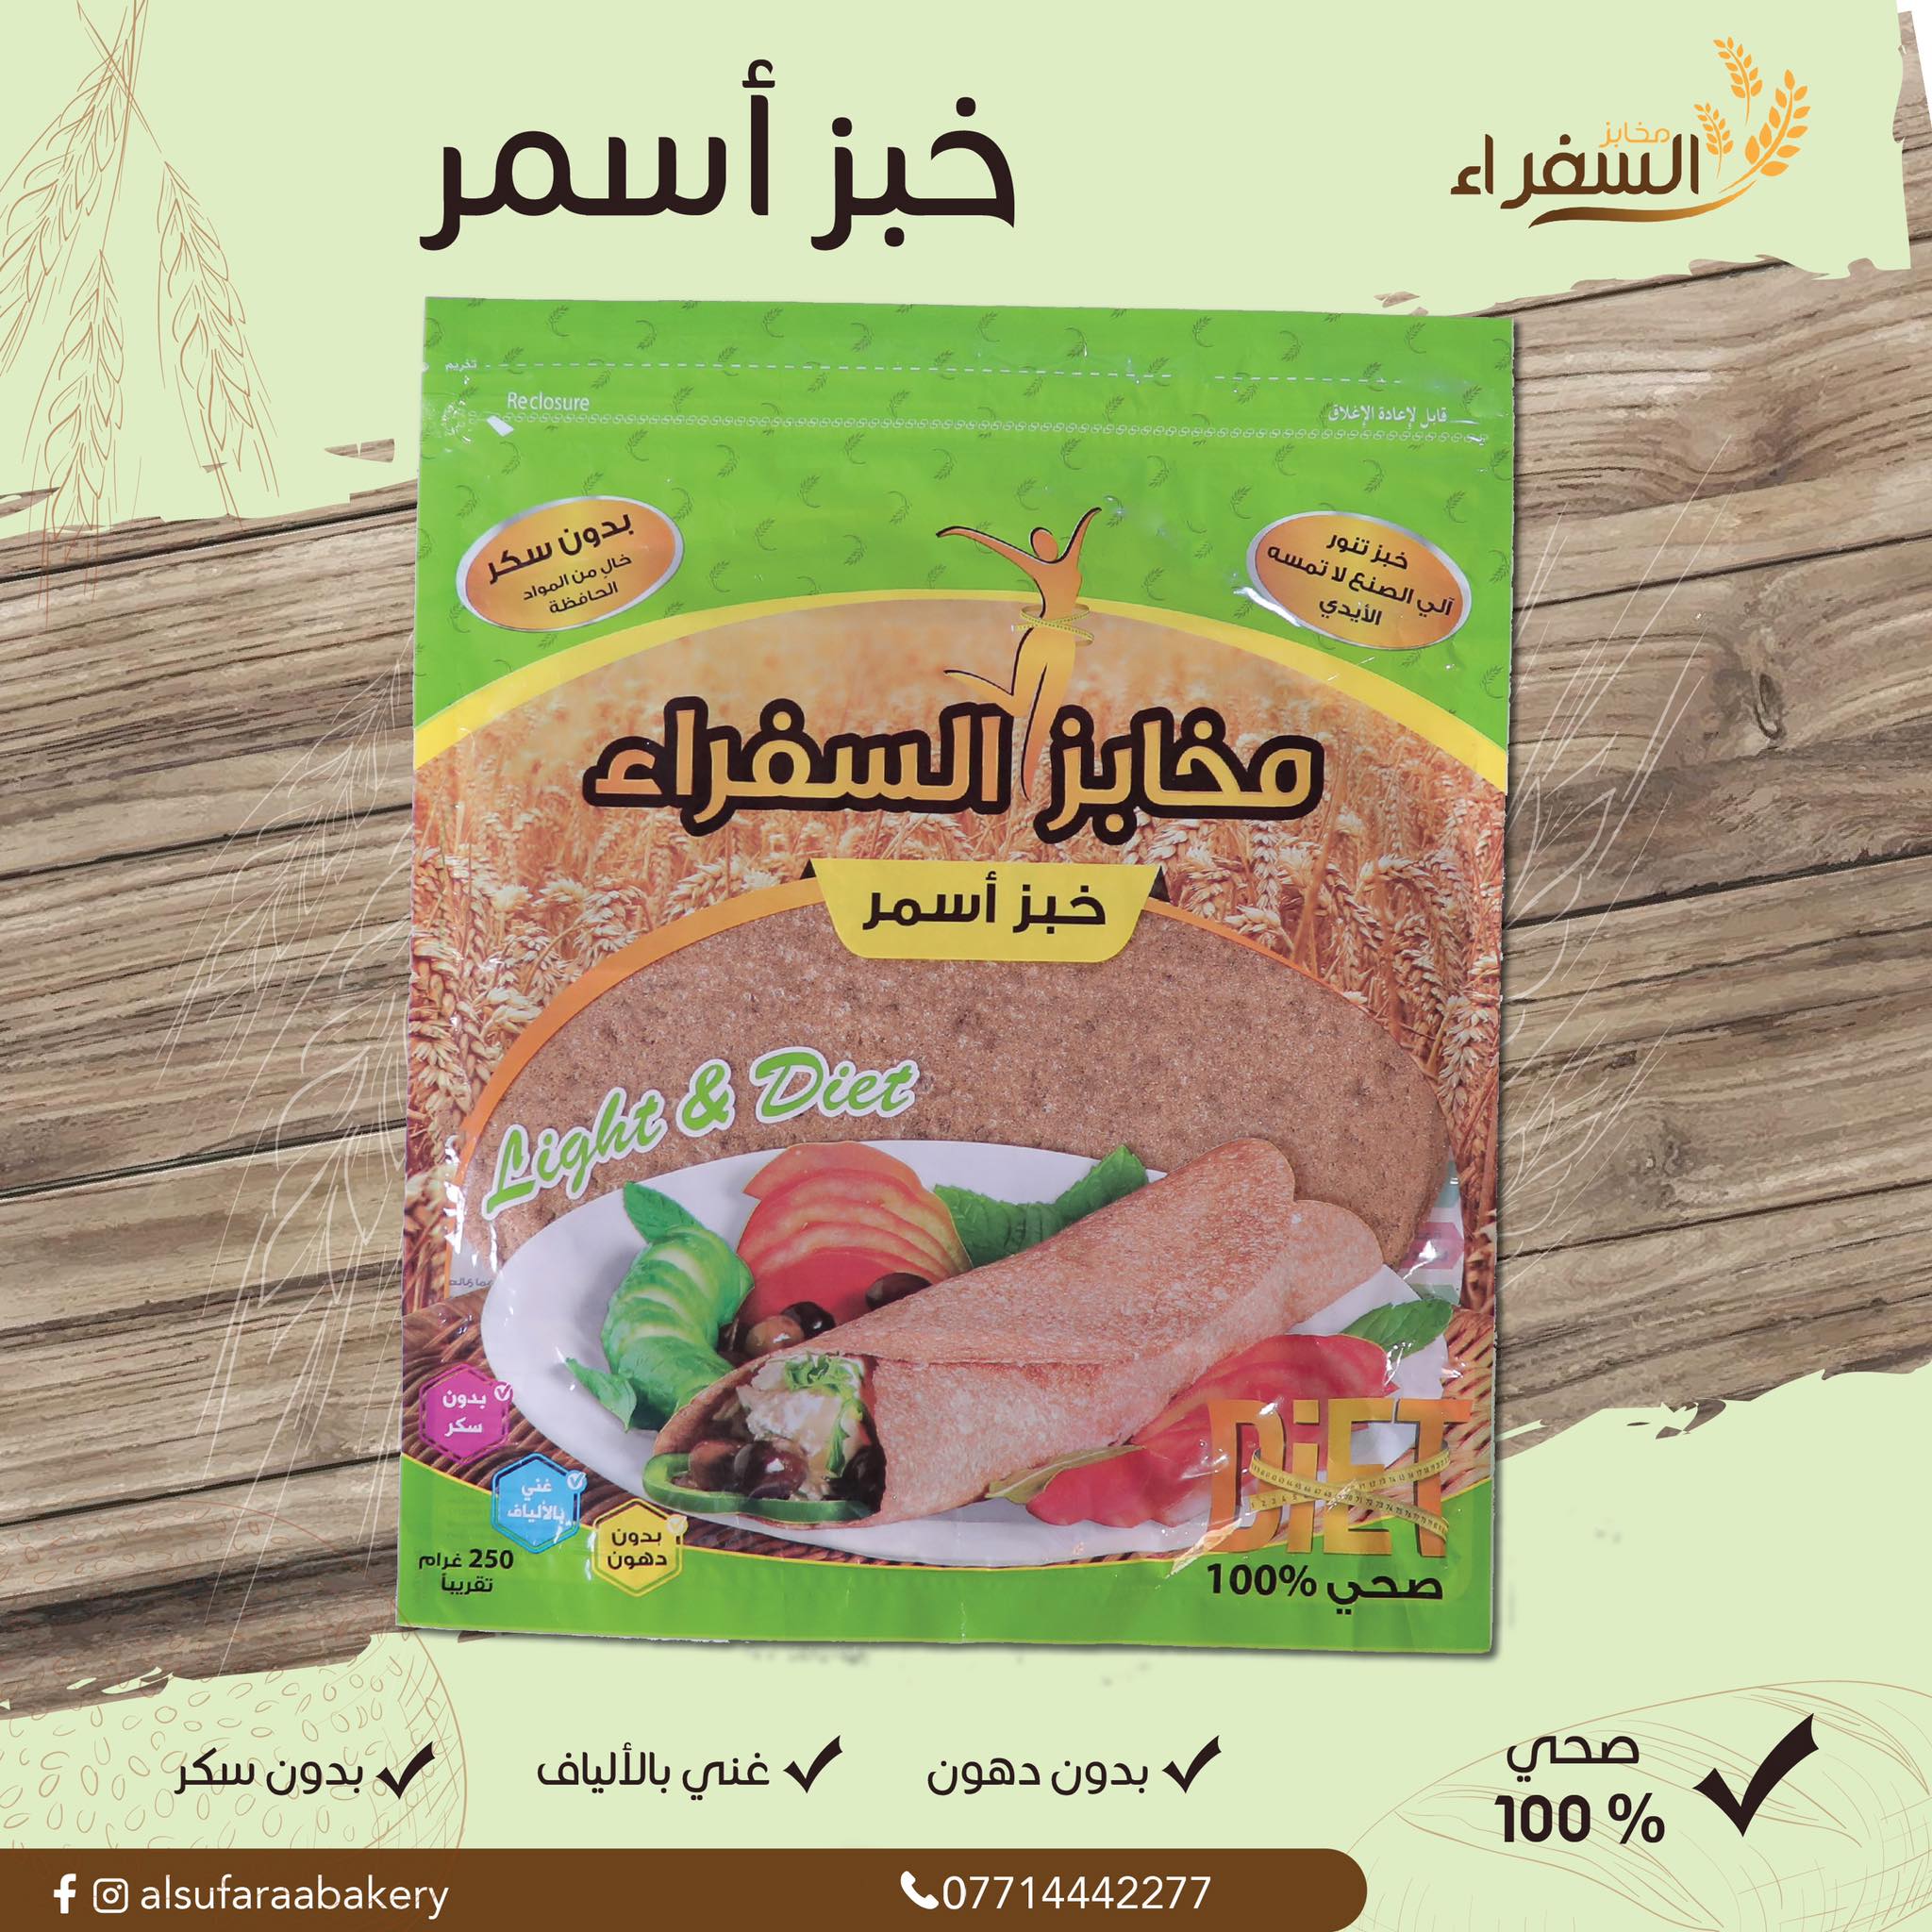 خبز أسمر
مخابز
السفراء
تكريم
Reclosure
قابل لإعادة الإغلاق
بدون سكر
خالٍ من المواد
الحافظة
خبز تنور
آلي الصنع لا تمسه
الأيدي
مخابز السفراء
خبز أسمر
Light & Diet
بدون
سكر
غني
بالألياف
بدون
دهون
250 غرام
تقريباً
DiET
صحي 100%
صحي
100 %
بدون دهون
غني بالألياف
بدون سكر
alsufaraabakery
07714442277